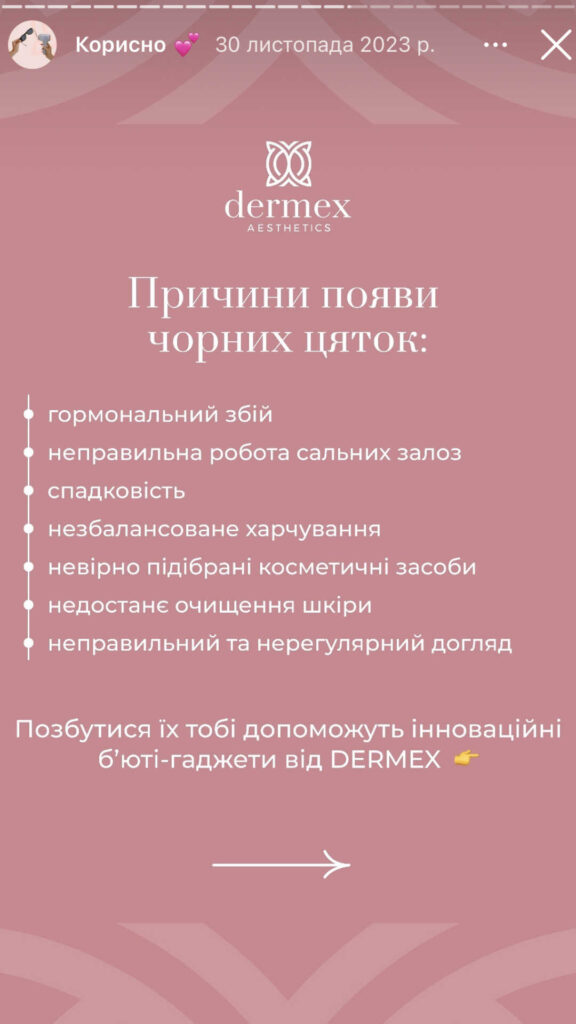 Корисно 💕 30 листопада 2023 р.
dermex
AESTHETICS
Причини появи
чорних цяток:
гормональний збій
неправильна робота сальних залоз
спадковість
незбалансоване харчування
невірно підібрані косметичні засоби
недостанє очищення шкіри
неправильний та нерегулярний догляд
Позбутися їх тобі допоможуть інноваційні
б’юті-гаджети від DERMEX 👉